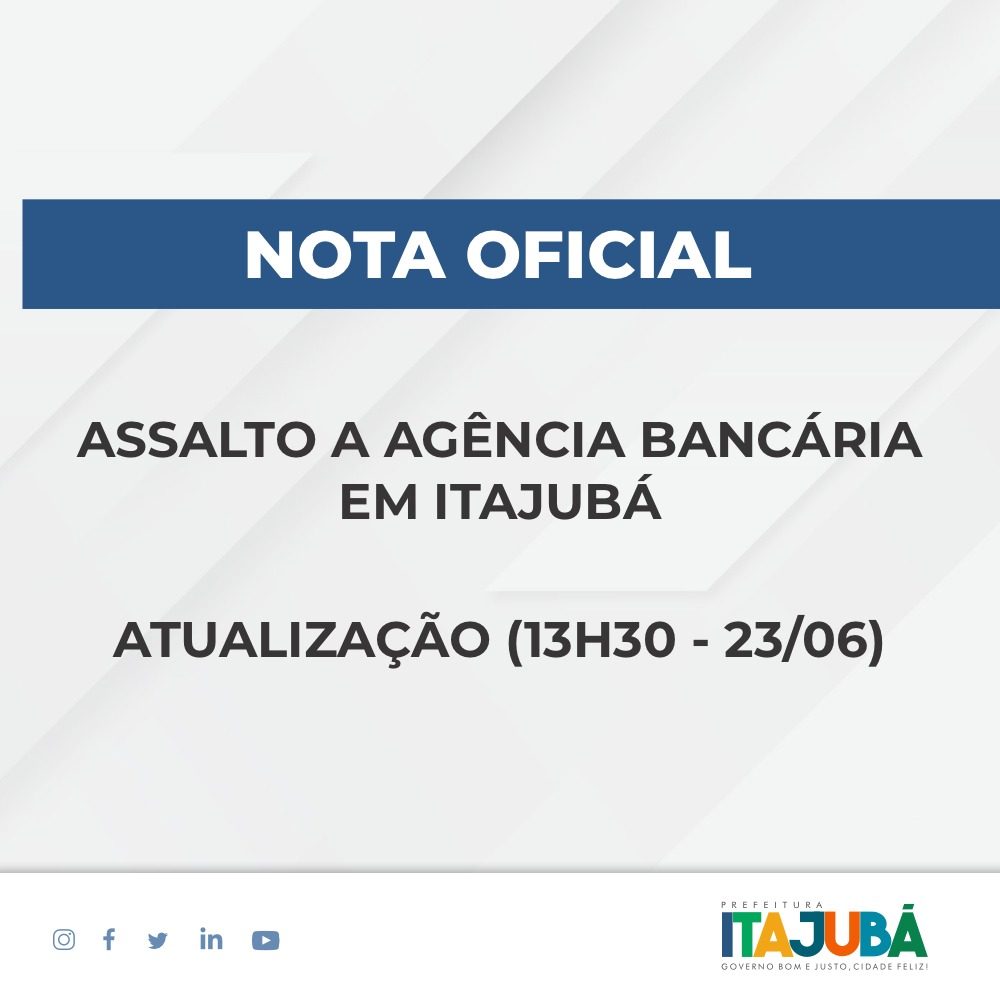 NOTA OFICIAL
ASSALTO A AGÊNCIA BANCÁRIA
EM ITAJUBÁ
ATUALIZAÇÃO (13H30 - 23/06)
PREFEITURA
ITAJUBÁ
GOVERNO BOM E JUSTO, CIDADE FELIZ!